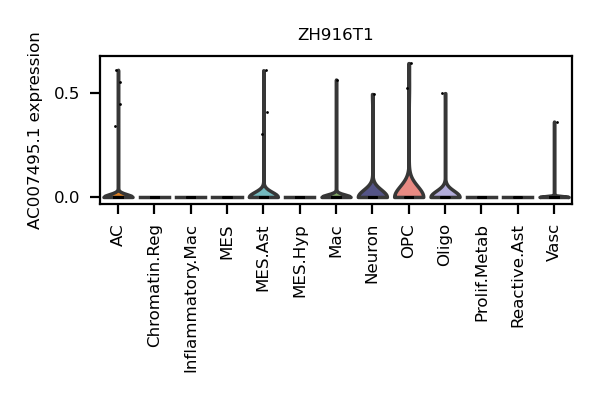 ZH916T1
AC007495.1 expression
0.5
0.0
AC
Chromatin.Reg
Inflammatory.Mac
MES
MES.Ast
MES.Hyp
Mac
Neuron
OPC
Oligo
Prolif.Metab
Reactive.Ast
Vasc